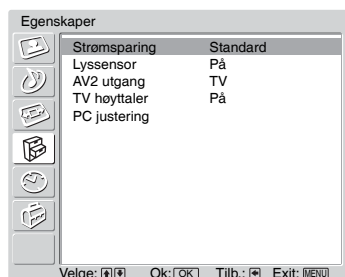 Egenskaper
Strømsparing Standard
Lyssensor På
AV2 utgang TV
TV høyttaler På
PC justering
Velge: Ok: OK Tilb.: Exit: MENU